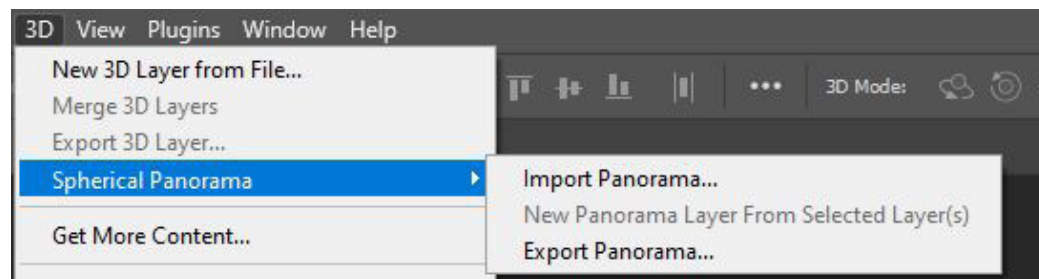 3D View Plugins Window Help
New 3D Layer from File...
••• 3D Mode:
Merge 3D Layers
Export 3D Layer...
Spherical Panorama
Import Panorama...
New Panorama Layer From Selected Layer(s)
Get More Content...
Export Panorama...